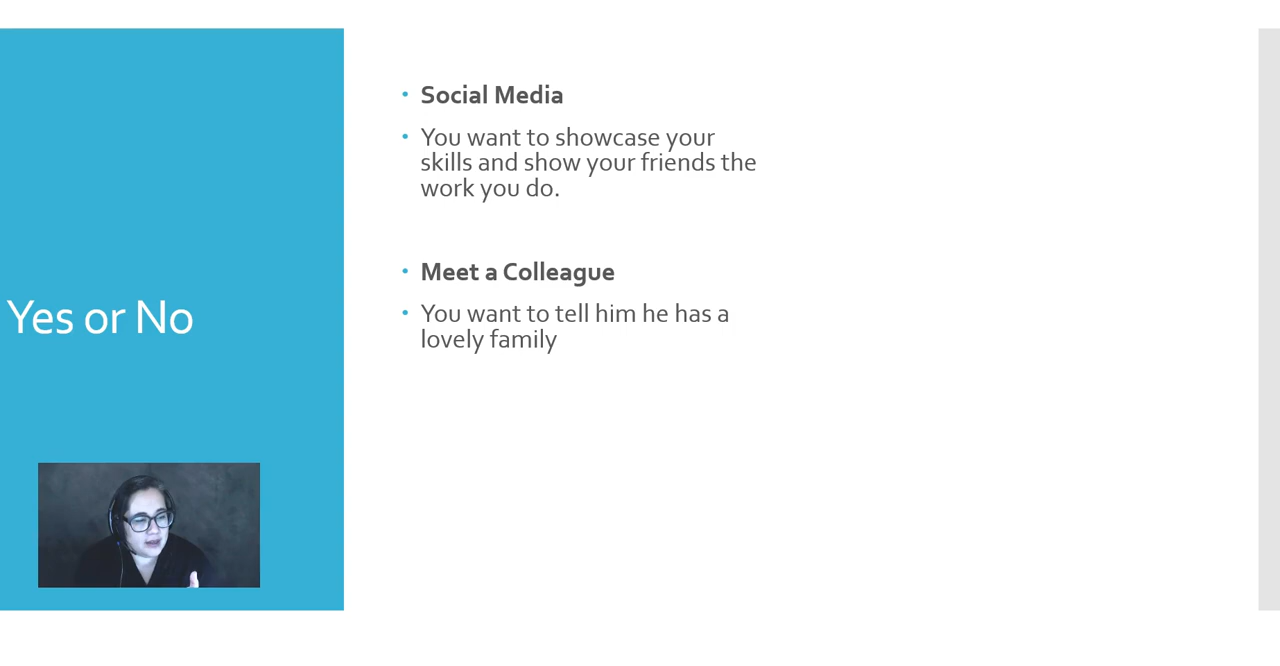 Yes or No
Social Media
You want to showcase your
skills and show your friends the
work you do.
Meet a Colleague
You want to tell him he has a
lovely family